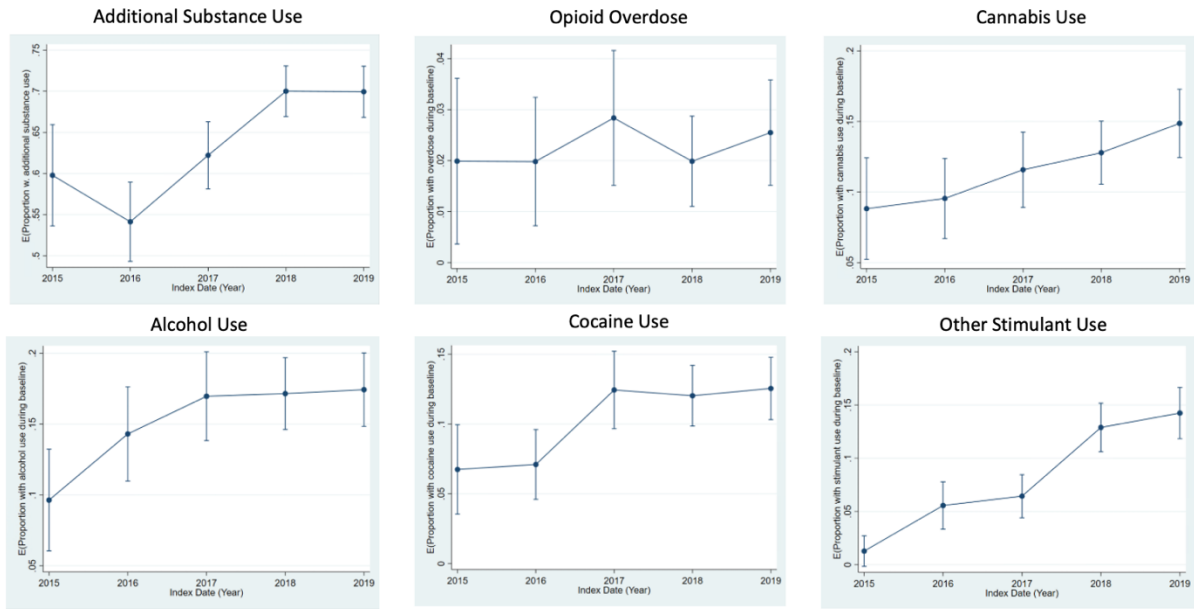 Additional Substance Use
E(Proportion w. additional substance use)
.75
.7
.65
.6
.55
.5
2015 2016 2017 2018 2019
Index Date (Year)
Opioid Overdose
E(Proportion with overdose during baseline)
.04
.03
.02
.01
0
2015 2016 2017 2018 2019
Index Date (Year)
Cannabis Use
E(Proportion with cannabis use during baseline)
.2
.15
.1
.05
2015 2016 2017 2018 2019
Index Date (Year)
Alcohol Use
E(Proportion with alcohol use during baseline)
.2
.15
.1
.05
2015 2016 2017 2018 2019
Index Date (Year)
Cocaine Use
E(Proportion with cocaine use during baseline)
.15
.1
.05
0
2015 2016 2017 2018 2019
Index Date (Year)
Other Stimulant Use
E(Proportion with stimulant use during baseline)
.2
.15
.1
.05
0
2015 2016 2017 2018 2019
Index Date (Year)